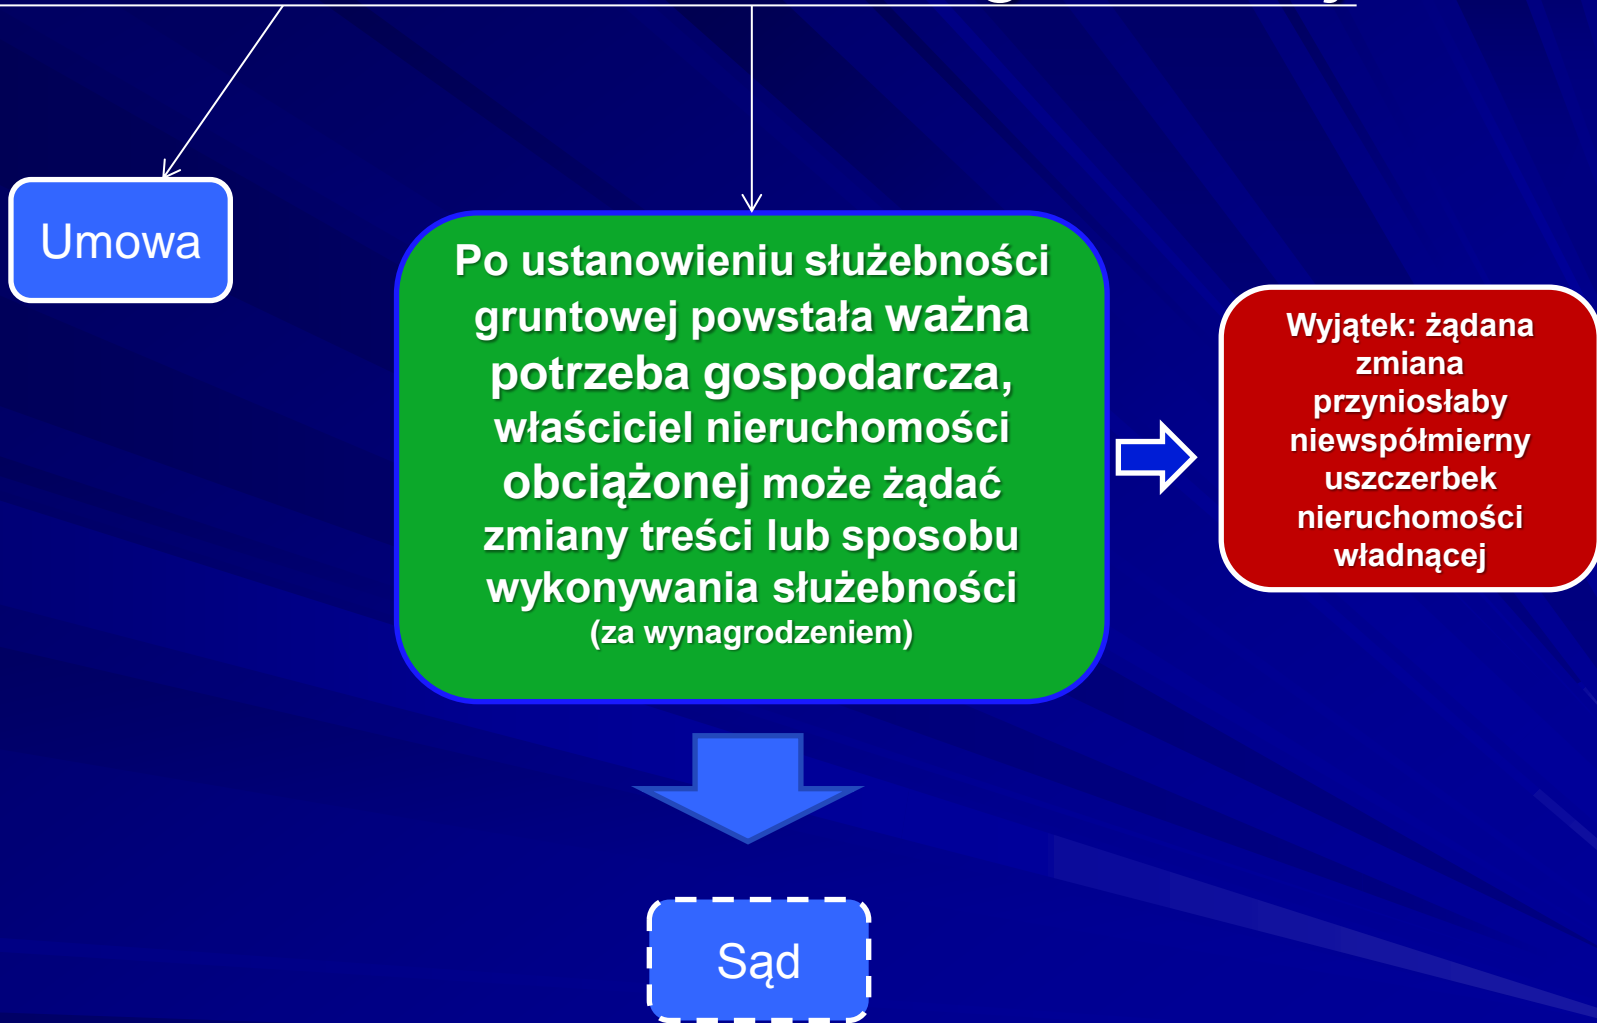 Umowa
Po ustanowieniu służebności
gruntowej powstała ważna
potrzeba gospodarcza,
właściciel nieruchomości
obciążonej może żądać
zmiany treści lub sposobu
wykonywania służebności
(za wynagrodzeniem)
Wyjątek: żądana
zmiana
przyniosłaby
niewspółmierny
uszczerbek
nieruchomości
władnącej
Sąd